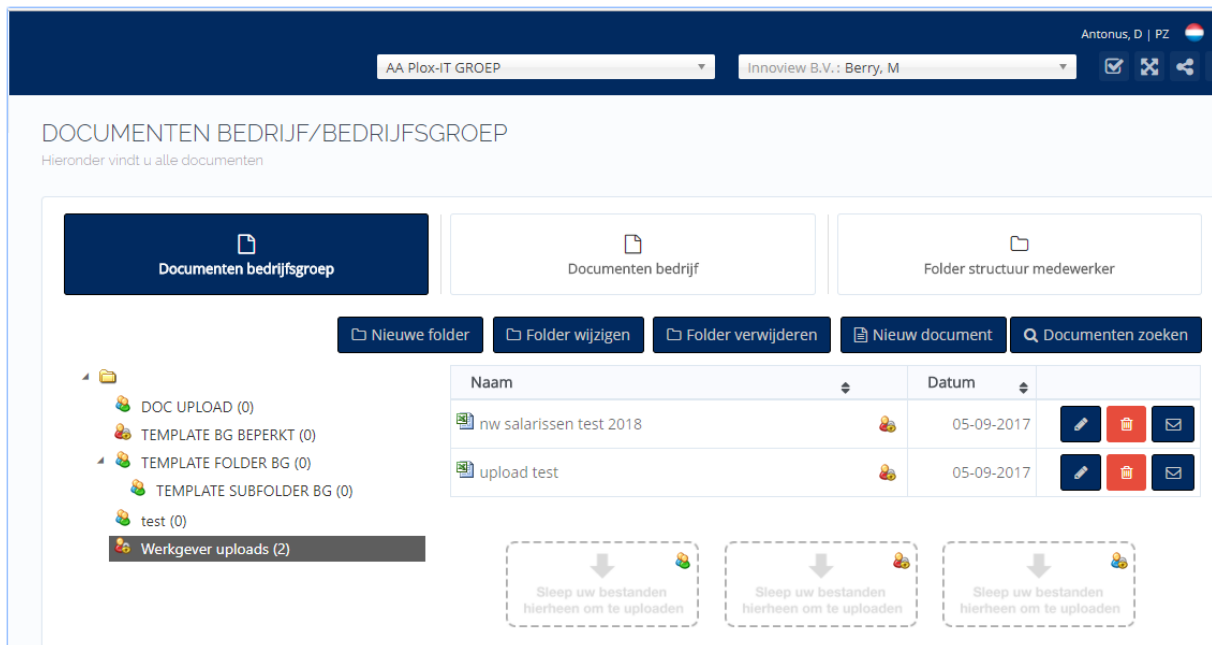 Antonus, D | PZ
AA Plox-IT GROEP
Innoview B.V.: Berry, M
DOCUMENTEN BEDRIJF/BEDRIJFSGROEP
Hieronder vindt u alle documenten
Documenten bedrijfsgroep
Documenten bedrijf
Folder structuur medewerker
Nieuwe folder
Folder wijzigen
Folder verwijderen
Nieuw document
Documenten zoeken
DOC UPLOAD (0)
TEMPLATE BG BEPERKT (0)
TEMPLATE FOLDER BG (0)
TEMPLATE SUBFOLDER BG (0)
test (0)
Werkgever uploads (2)
Naam Datum
nw salarissen test 2018 05-09-2017
upload test 05-09-2017
Sleep uw bestanden
hierheen om te uploaden
Sleep uw bestanden
hierheen om te uploaden
Sleep uw bestanden
hierheen om te uploaden